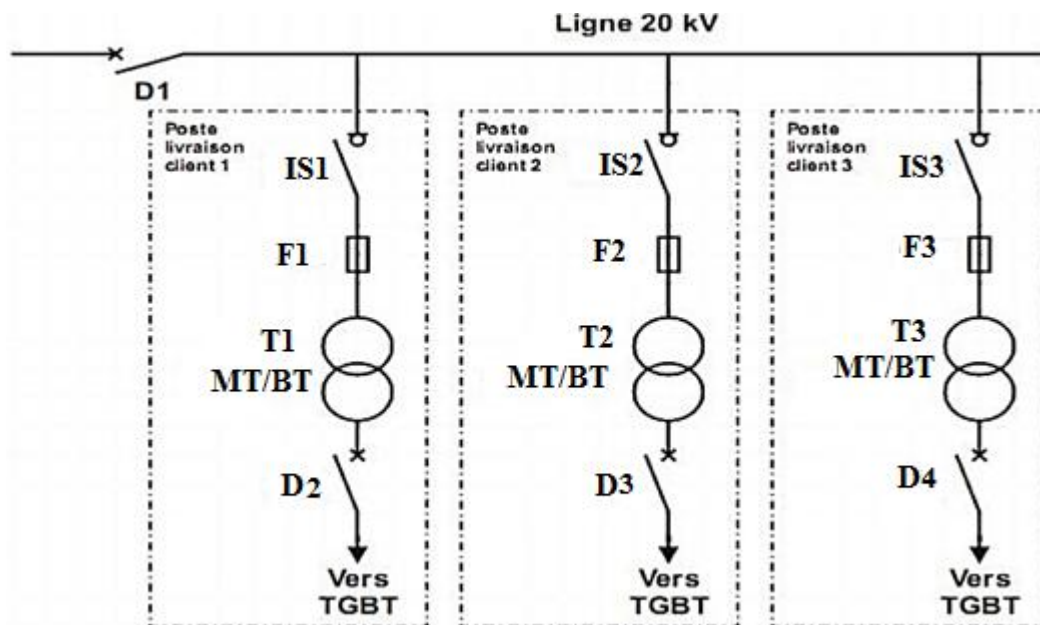 Ligne 20 kV
D1
Poste
livraison
client 1
IS1
F1
T1
MT/BT
D2
Vers
TGBT
Poste
livraison
client 2
IS2
F2
T2
MT/BT
D3
Vers
TGBT
Poste
livraison
client 3
IS3
F3
T3
MT/BT
D4
Vers
TGBT